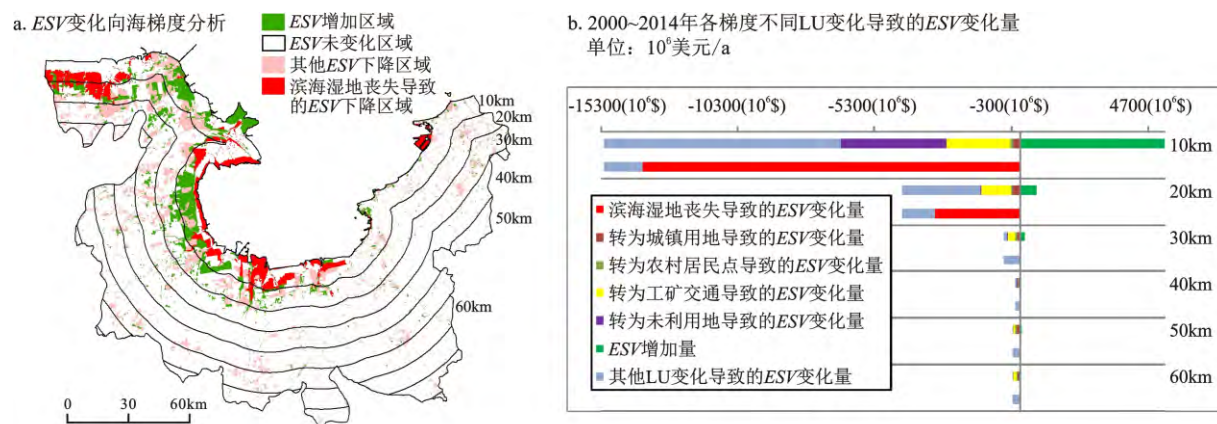 a. ESV变化向海梯度分析
ESV增加区域
ESV未变化区域
其他ESV下降区域
滨海湿地丧失导致
的ESV下降区域
10km
20km
30km
40km
50km
60km
0 30 60km
b. 2000~2014年各梯度不同LU变化导致的ESV变化量
单位：10⁶美元/a
-15300(10⁶$) -10300(10⁶$) -5300(10⁶$) -300(10⁶$) 4700(10⁶$)
10km
20km
30km
40km
50km
60km
滨海湿地丧失导致的ESV变化量
转为城镇用地导致的ESV变化量
转为农村居民点导致的ESV变化量
转为工矿交通导致的ESV变化量
转为未利用地导致的ESV变化量
ESV增加量
其他LU变化导致的ESV变化量